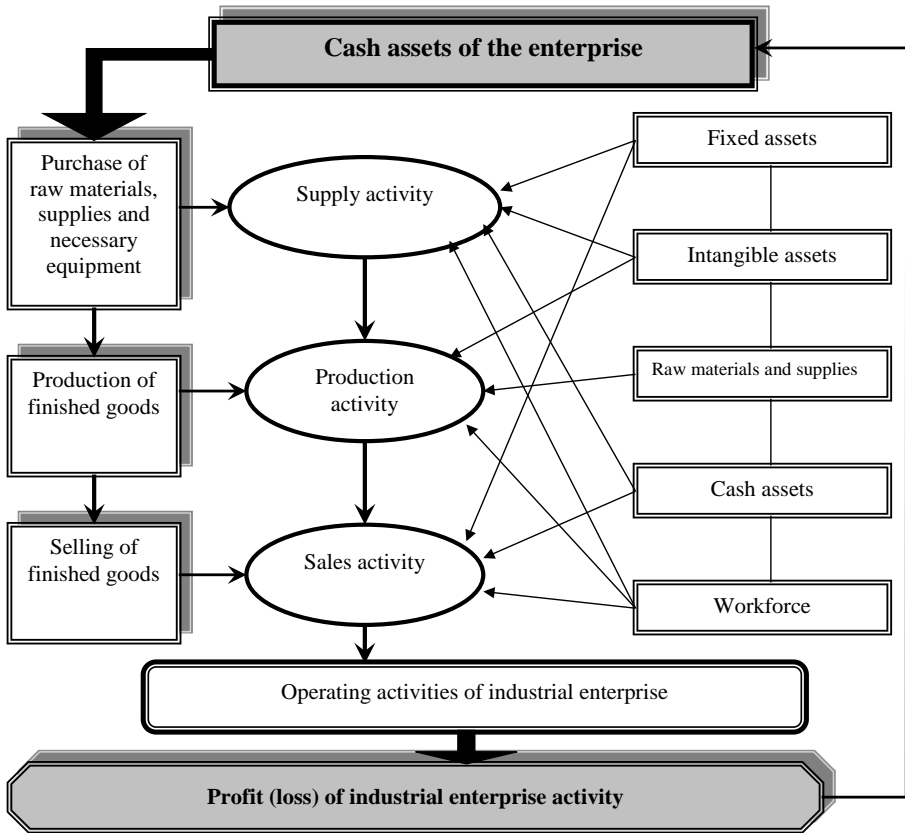 Cash assets of the enterprise
Purchase of
raw materials,
supplies and
necessary
equipment
Supply activity
Fixed assets
Intangible assets
Production of
finished goods
Production
activity
Raw materials and supplies
Cash assets
Selling of
finished goods
Sales activity
Workforce
Operating activities of industrial enterprise
Profit (loss) of industrial enterprise activity